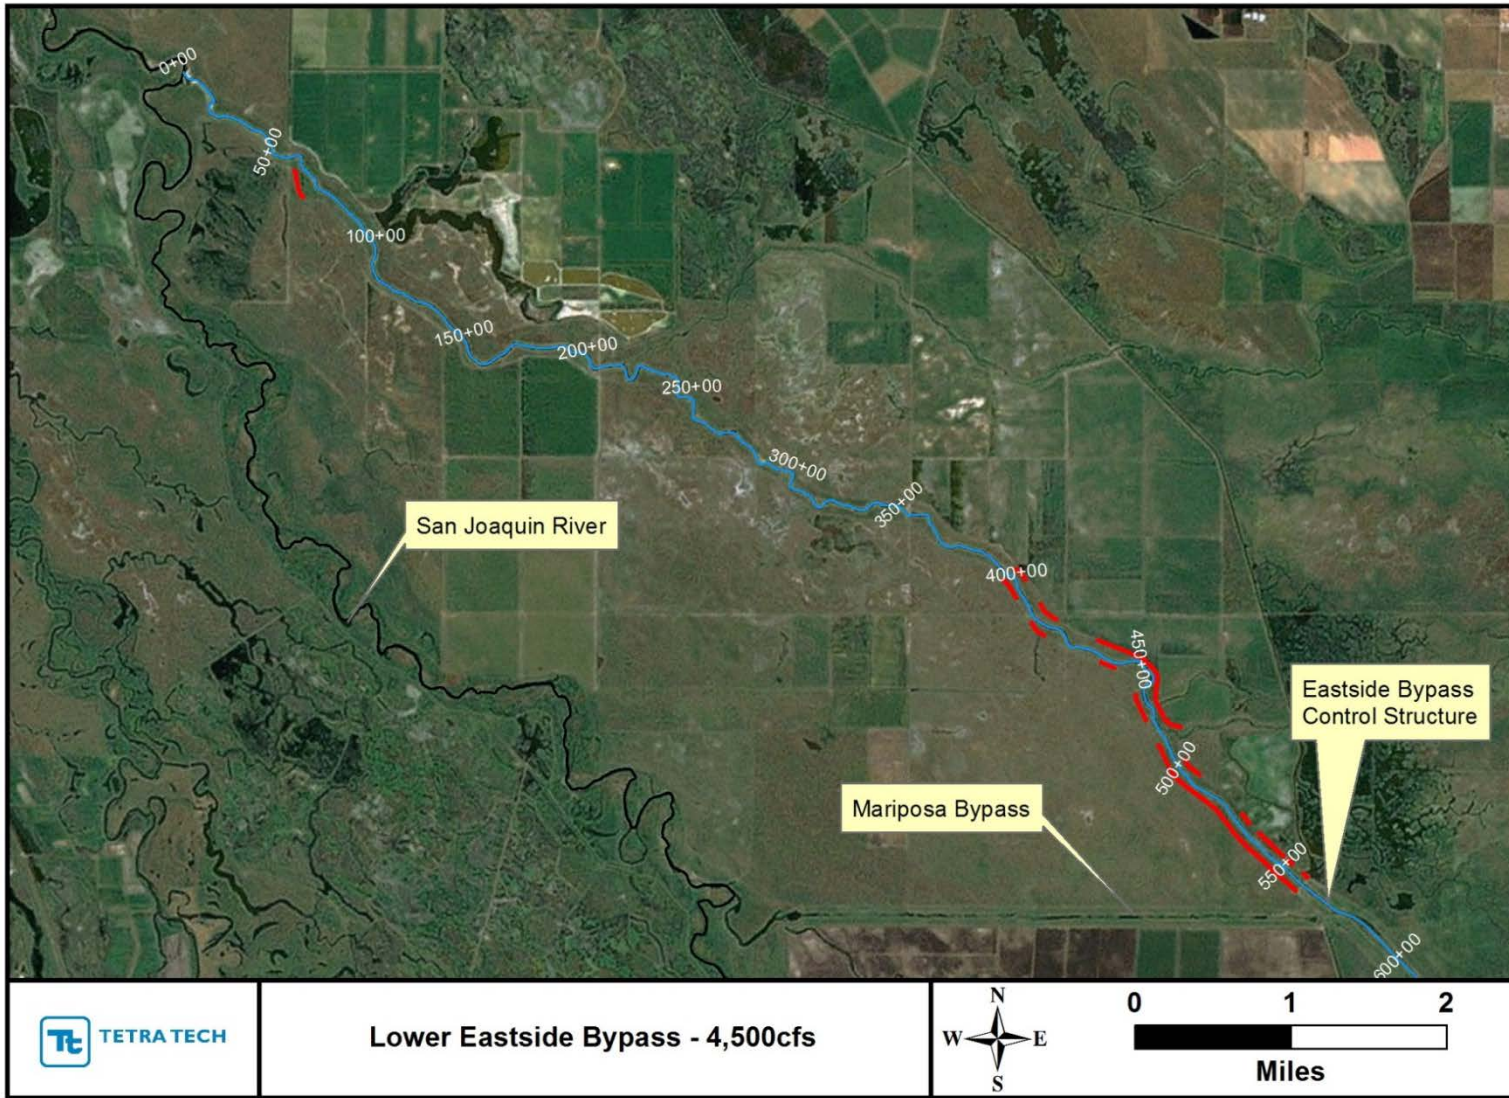 0+00
50+00
100+00
150+00
200+00
250+00
300+00
350+00
400+00
450+00
500+00
550+00
600+00
San Joaquin River
Eastside Bypass
Control Structure
Mariposa Bypass
Tt TETRA TECH
Lower Eastside Bypass - 4,500cfs
N
W E
S
0 1 2
Miles